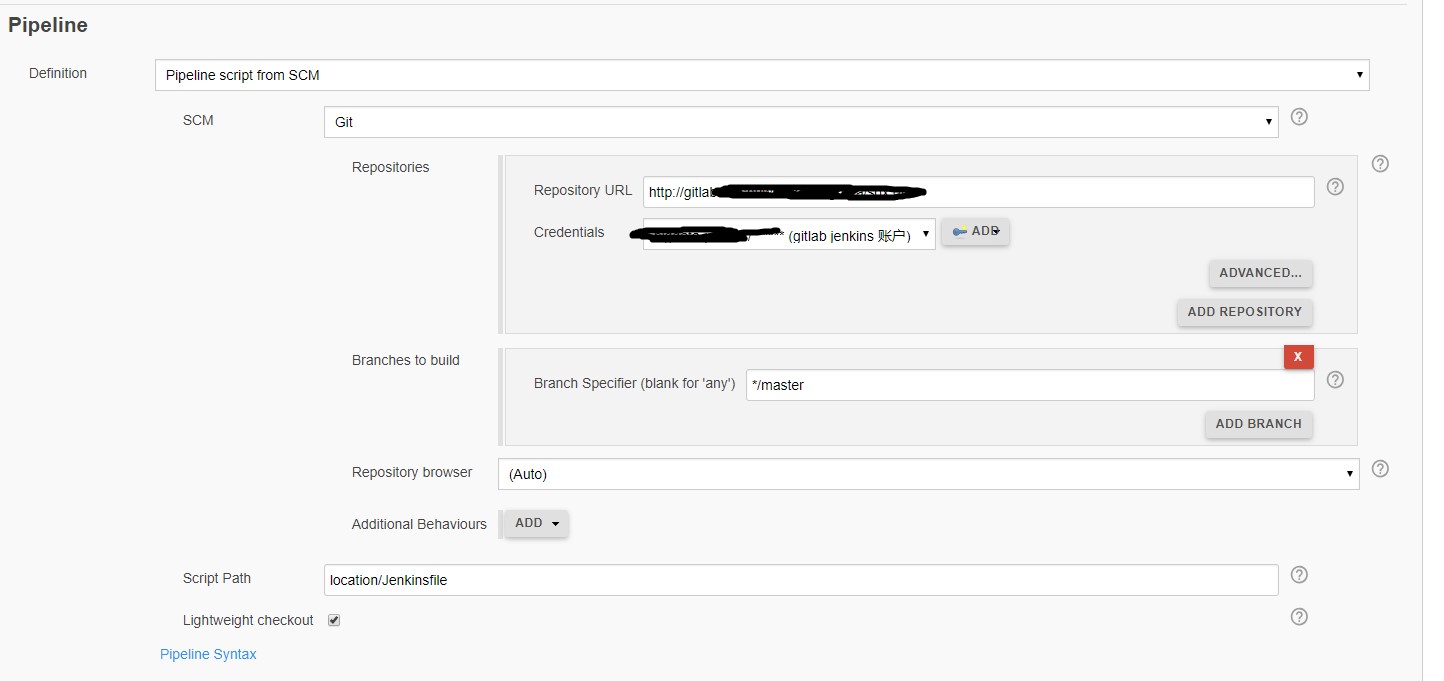 Pipeline
Definition
Pipeline script from SCM
SCM
Git
Repositories
Repository URL
http://gitlab
Credentials
(gitlab jenkins 账户)
ADD
ADVANCED...
ADD REPOSITORY
Branches to build
X
Branch Specifier (blank for 'any')
*/master
ADD BRANCH
Repository browser
(Auto)
Additional Behaviours
ADD
Script Path
location/Jenkinsfile
Lightweight checkout
Pipeline Syntax